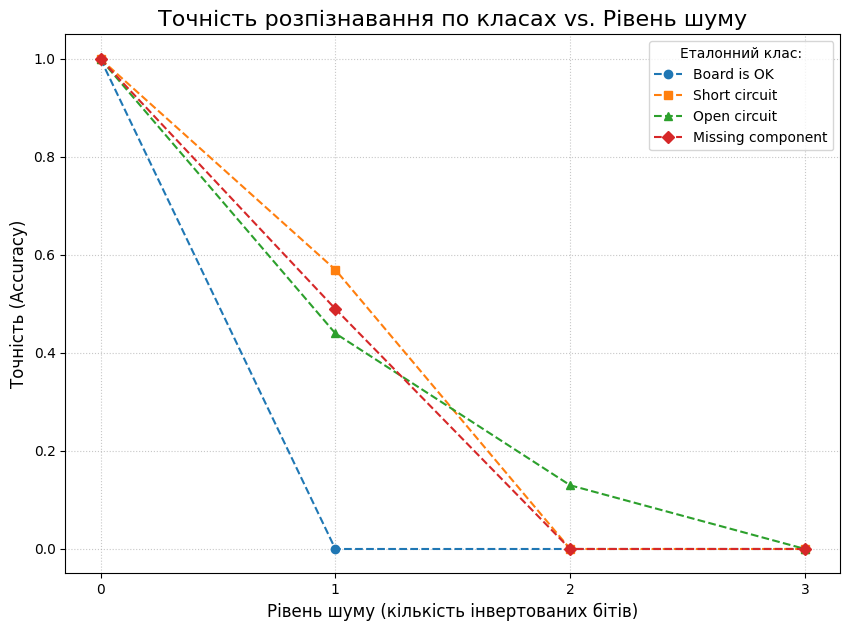 Точність розпізнавання по класах vs. Рівень шуму
Точність (Accuracy)
1.0
0.8
0.6
0.4
0.2
0.0
Еталонний клас:
Board is OK
Short circuit
Open circuit
Missing component
0 1 2 3
Рівень шуму (кількість інвертованих бітів)